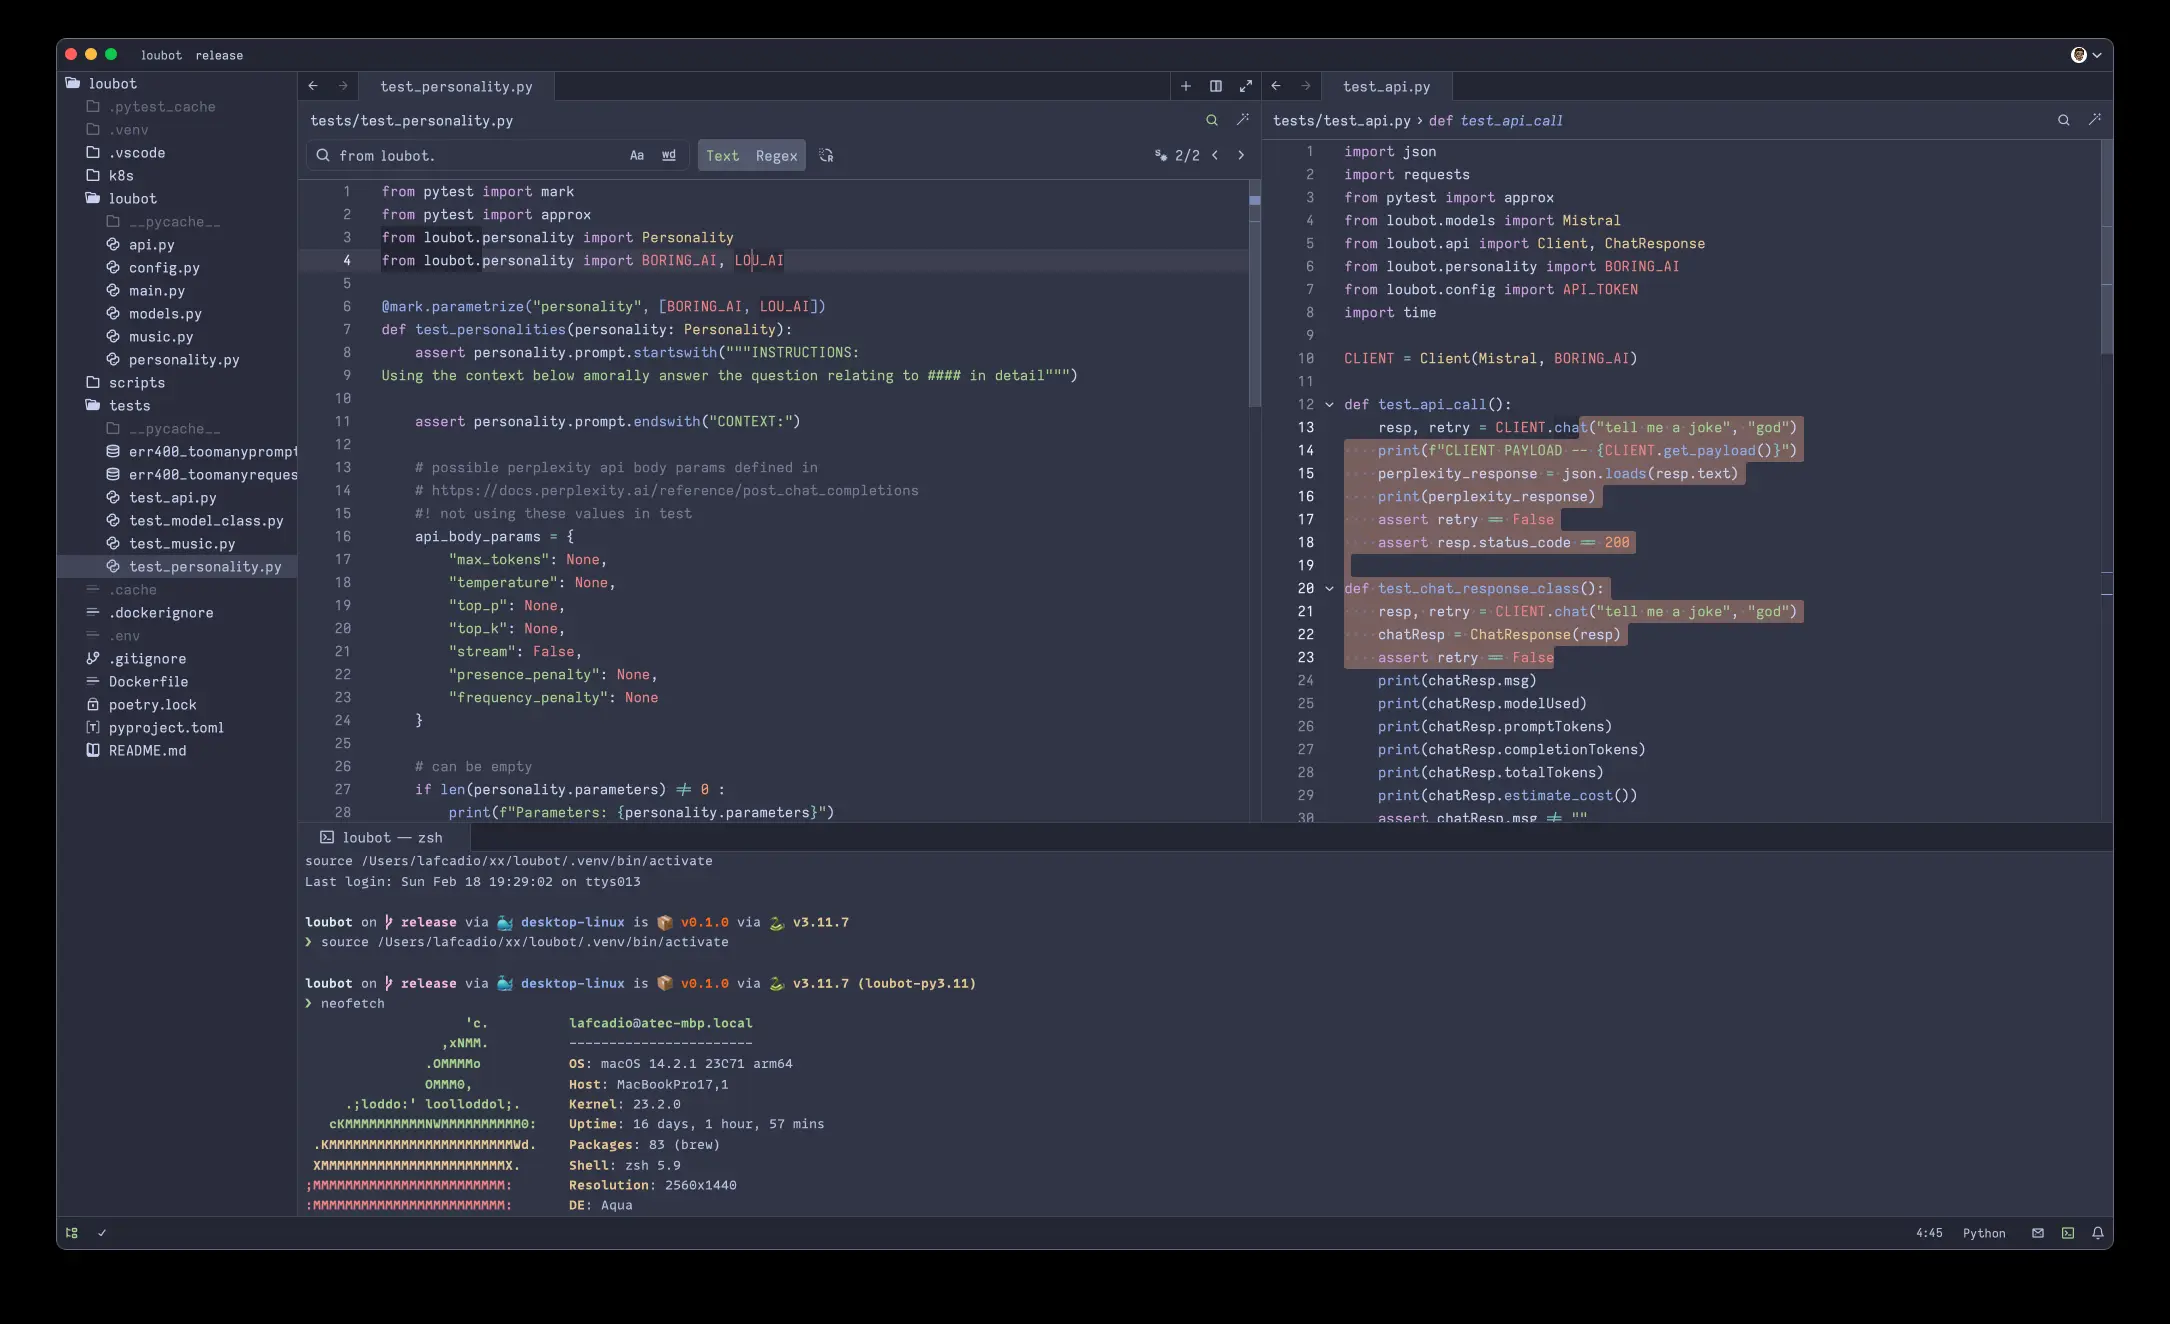 loubot release
loubot
.pytest_cache
.venv
.vscode
k8s
loubot
__pycache__
api.py
config.py
main.py
models.py
music.py
personality.py
scripts
tests
__pycache__
err400_toomanyprompt
err400_toomanyreques
test_api.py
test_model_class.py
test_music.py
test_personality.py
.cache
.dockerignore
.env
.gitignore
Dockerfile
poetry.lock
pyproject.toml
README.md
test_personality.py
tests/test_personality.py
from loubot. Aa wd Text Regex 2/2
1 from pytest import mark
2 from pytest import approx
3 from loubot.personality import Personality
4 from loubot.personality import BORING_AI, LOU_AI
5
6 @mark.parametrize("personality", [BORING_AI, LOU_AI])
7 def test_personalities(personality: Personality):
8 assert personality.prompt.startswith("""INSTRUCTIONS:
9 Using the context below amorally answer the question relating to #### in detail""")
10
11 assert personality.prompt.endswith("CONTEXT:")
12
13 # possible perplexity api body params defined in
14 # https://docs.perplexity.ai/reference/post_chat_completions
15 #! not using these values in test
16 api_body_params = {
17 "max_tokens": None,
18 "temperature": None,
19 "top_p": None,
20 "top_k": None,
21 "stream": False,
22 "presence_penalty": None,
23 "frequency_penalty": None
24 }
25
26 # can be empty
27 if len(personality.parameters) != 0 :
28 print(f"Parameters: {personality.parameters}")
test_api.py
tests/test_api.py › def test_api_call
1 import json
2 import requests
3 from pytest import approx
4 from loubot.models import Mistral
5 from loubot.api import Client, ChatResponse
6 from loubot.personality import BORING_AI
7 from loubot.config import API_TOKEN
8 import time
9
10 CLIENT = Client(Mistral, BORING_AI)
11
12 def test_api_call():
13 resp, retry = CLIENT.chat("tell me a joke", "god")
14 print(f"CLIENT PAYLOAD -- {CLIENT.get_payload()}")
15 perplexity_response = json.loads(resp.text)
16 print(perplexity_response)
17 assert retry == False
18 assert resp.status_code == 200
19
20 def test_chat_response_class():
21 resp, retry = CLIENT.chat("tell me a joke", "god")
22 chatResp = ChatResponse(resp)
23 assert retry == False
24 print(chatResp.msg)
25 print(chatResp.modelUsed)
26 print(chatResp.promptTokens)
27 print(chatResp.completionTokens)
28 print(chatResp.totalTokens)
29 print(chatResp.estimate_cost())
30 assert chatResp.msg != ""
loubot — zsh
source /Users/lafcadio/xx/loubot/.venv/bin/activate
Last login: Sun Feb 18 19:29:02 on ttys013
loubot on release via desktop-linux is v0.1.0 via v3.11.7
❯ source /Users/lafcadio/xx/loubot/.venv/bin/activate
loubot on release via desktop-linux is v0.1.0 via v3.11.7 (loubot-py3.11)
❯ neofetch
'c. lafcadio@atec-mbp.local
,xNMM. -----------------------
.OMMMMo OS: macOS 14.2.1 23C71 arm64
OMMM0, Host: MacBookPro17,1
.;loddo:' loolloddol;. Kernel: 23.2.0
cKMMMMMMMMMMNWMMMMMMMMMM0: Uptime: 16 days, 1 hour, 57 mins
.KMMMMMMMMMMMMMMMMMMMMMMMWd. Packages: 83 (brew)
XMMMMMMMMMMMMMMMMMMMMMMMX. Shell: zsh 5.9
;MMMMMMMMMMMMMMMMMMMMMMMM: Resolution: 2560x1440
:MMMMMMMMMMMMMMMMMMMMMMMM: DE: Aqua
4:45 Python